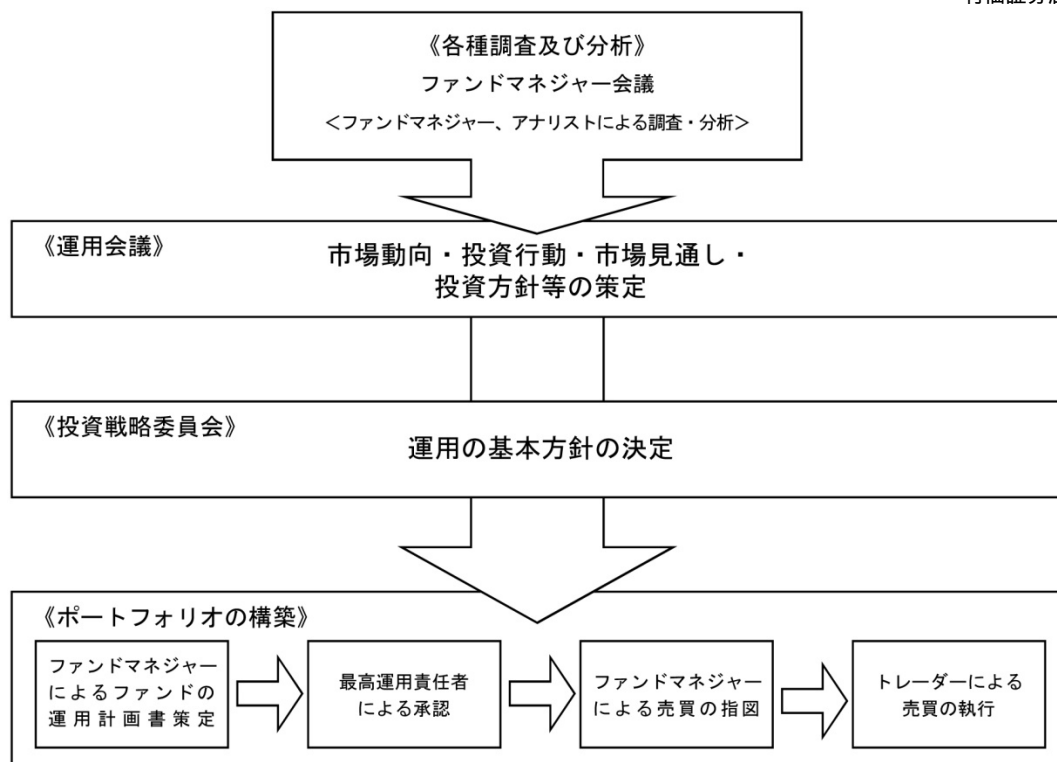 《各種調査及び分析》
ファンドマネジャー会議
＜ファンドマネジャー、アナリストによる調査・分析＞
《運用会議》
市場動向・投資行動・市場見通し・
投資方針等の策定
《投資戦略委員会》
運用の基本方針の決定
《ポートフォリオの構築》
ファンドマネジャー
によるファンドの
運用計画書策定
最高運用責任者
による承認
ファンドマネジャー
による売買の指図
トレーダーによる
売買の執行